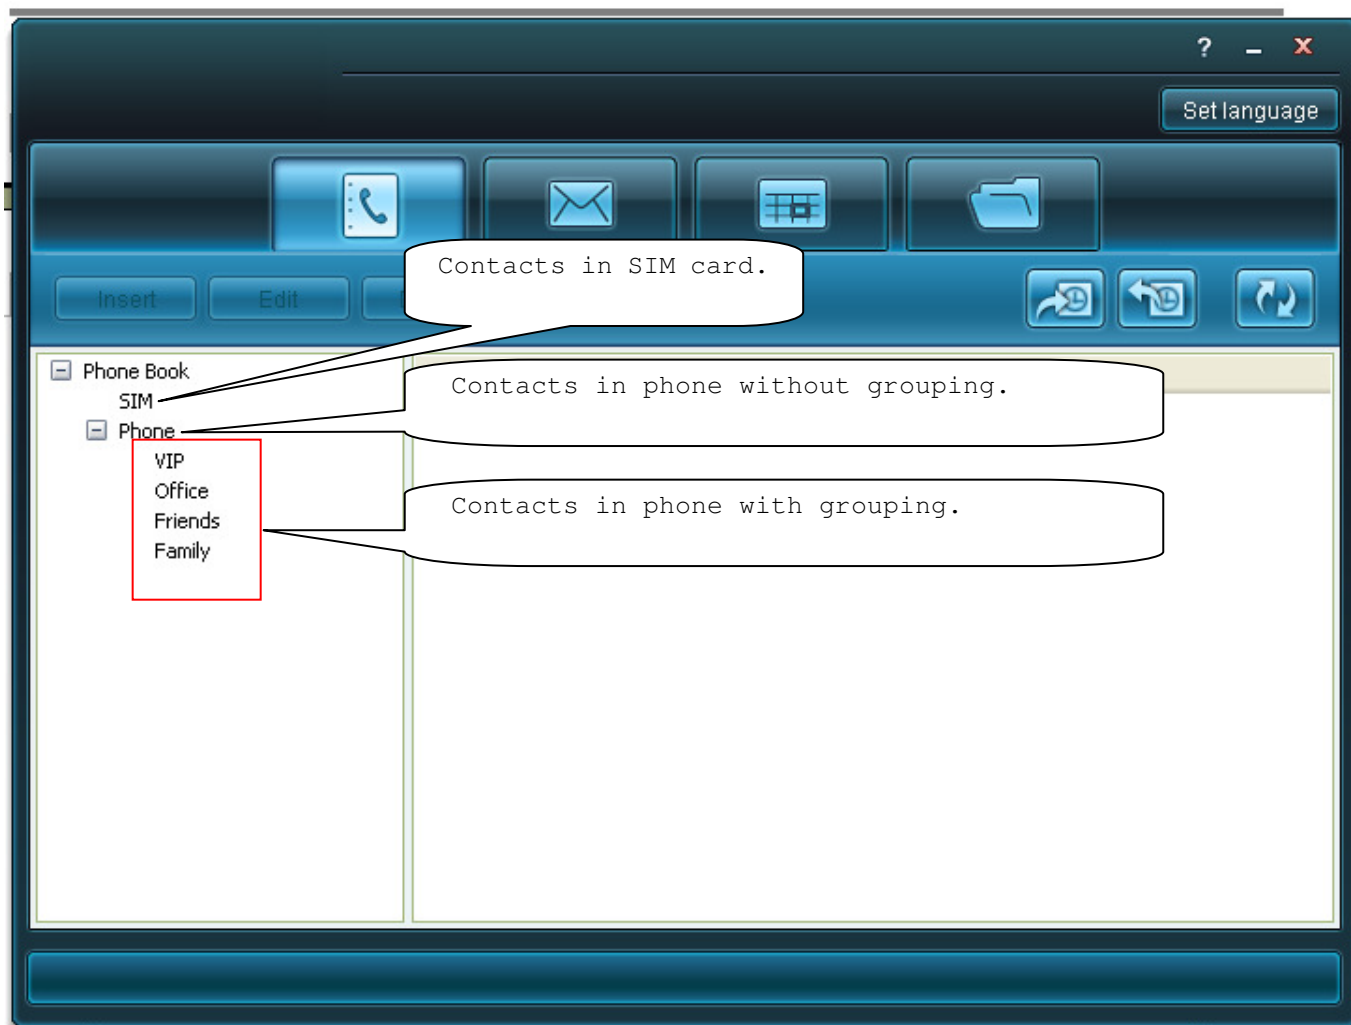 ?
Set language
Insert
Edit
Contacts in SIM card.
Phone Book
SIM
Contacts in phone without grouping.
Phone
VIP
Office
Contacts in phone with grouping.
Friends
Family